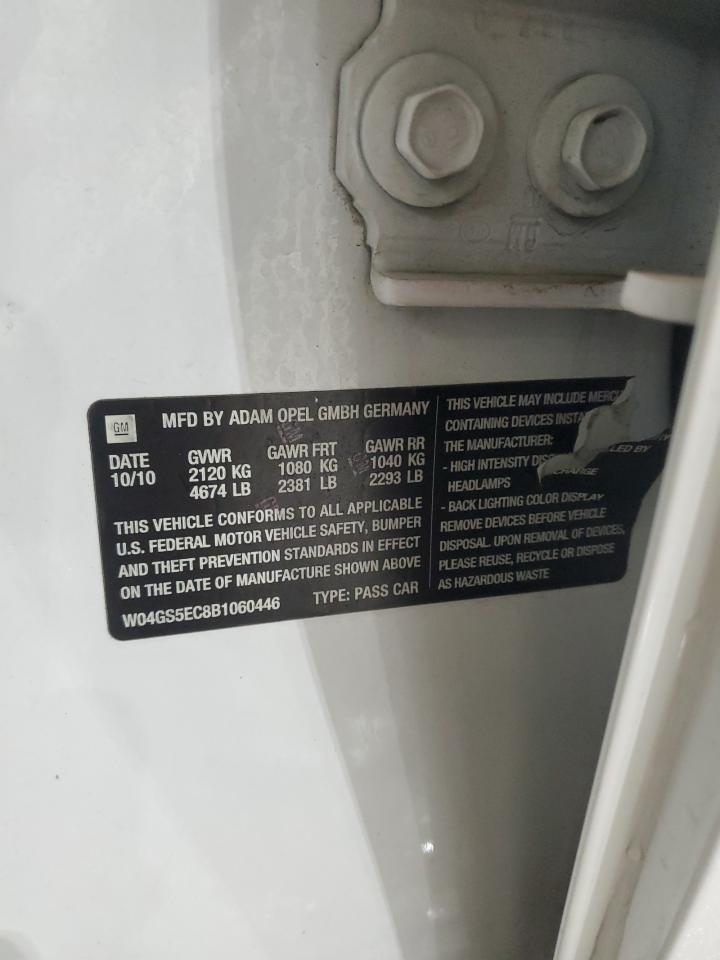 GM
MFD BY ADAM OPEL GMBH GERMANY
DATE GVWR GAWR FRT GAWR RR
10/10 2120 KG 1080 KG 1040 KG
4674 LB 2381 LB 2293 LB
THIS VEHICLE CONFORMS TO ALL APPLICABLE
U.S. FEDERAL MOTOR VEHICLE SAFETY, BUMPER
AND THEFT PREVENTION STANDARDS IN EFFECT
ON THE DATE OF MANUFACTURE SHOWN ABOVE
W04GS5EC8B1060446 TYPE: PASS CAR
THIS VEHICLE MAY INCLUDE
CONTAINING DEVICES
THE MANUFACTURER:
- HIGH INTENSITY
HEADLAMPS
- BACK LIGHTING COLOR DISPLAY
REMOVE DEVICES BEFORE VEHICLE
DISPOSAL. UPON REMOVAL OF DEVICES,
PLEASE REUSE, RECYCLE OR DISPOSE
AS HAZARDOUS WASTE